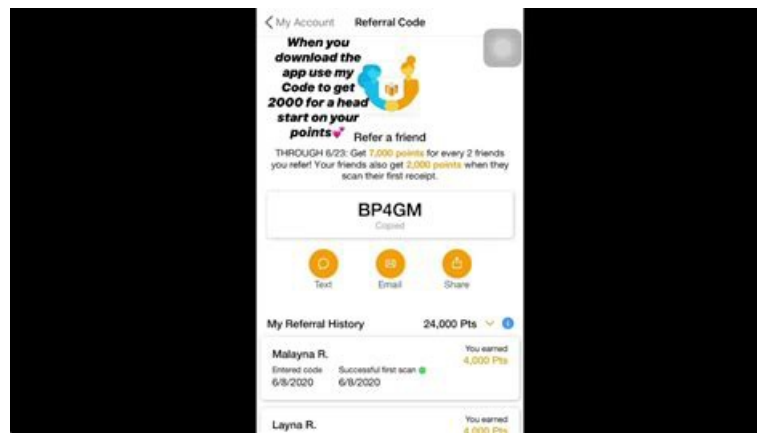 My Account
Referral Code
When you
download the
app use my
Code to get
2000 for a head
start on your
points💕
Refer a friend
THROUGH 6/23: Get 7,000 points for every 2 friends
you refer! Your friends also get 2,000 points when they
scan their first receipt.
BP4GM
Copied
Text
Email
Share
My Referral History
24,000 Pts
Malayna R.
You earned
4,000 Pts
Entered code
Successful first scan
6/8/2020
6/8/2020
Layna R.
You earned
4,000 Pts